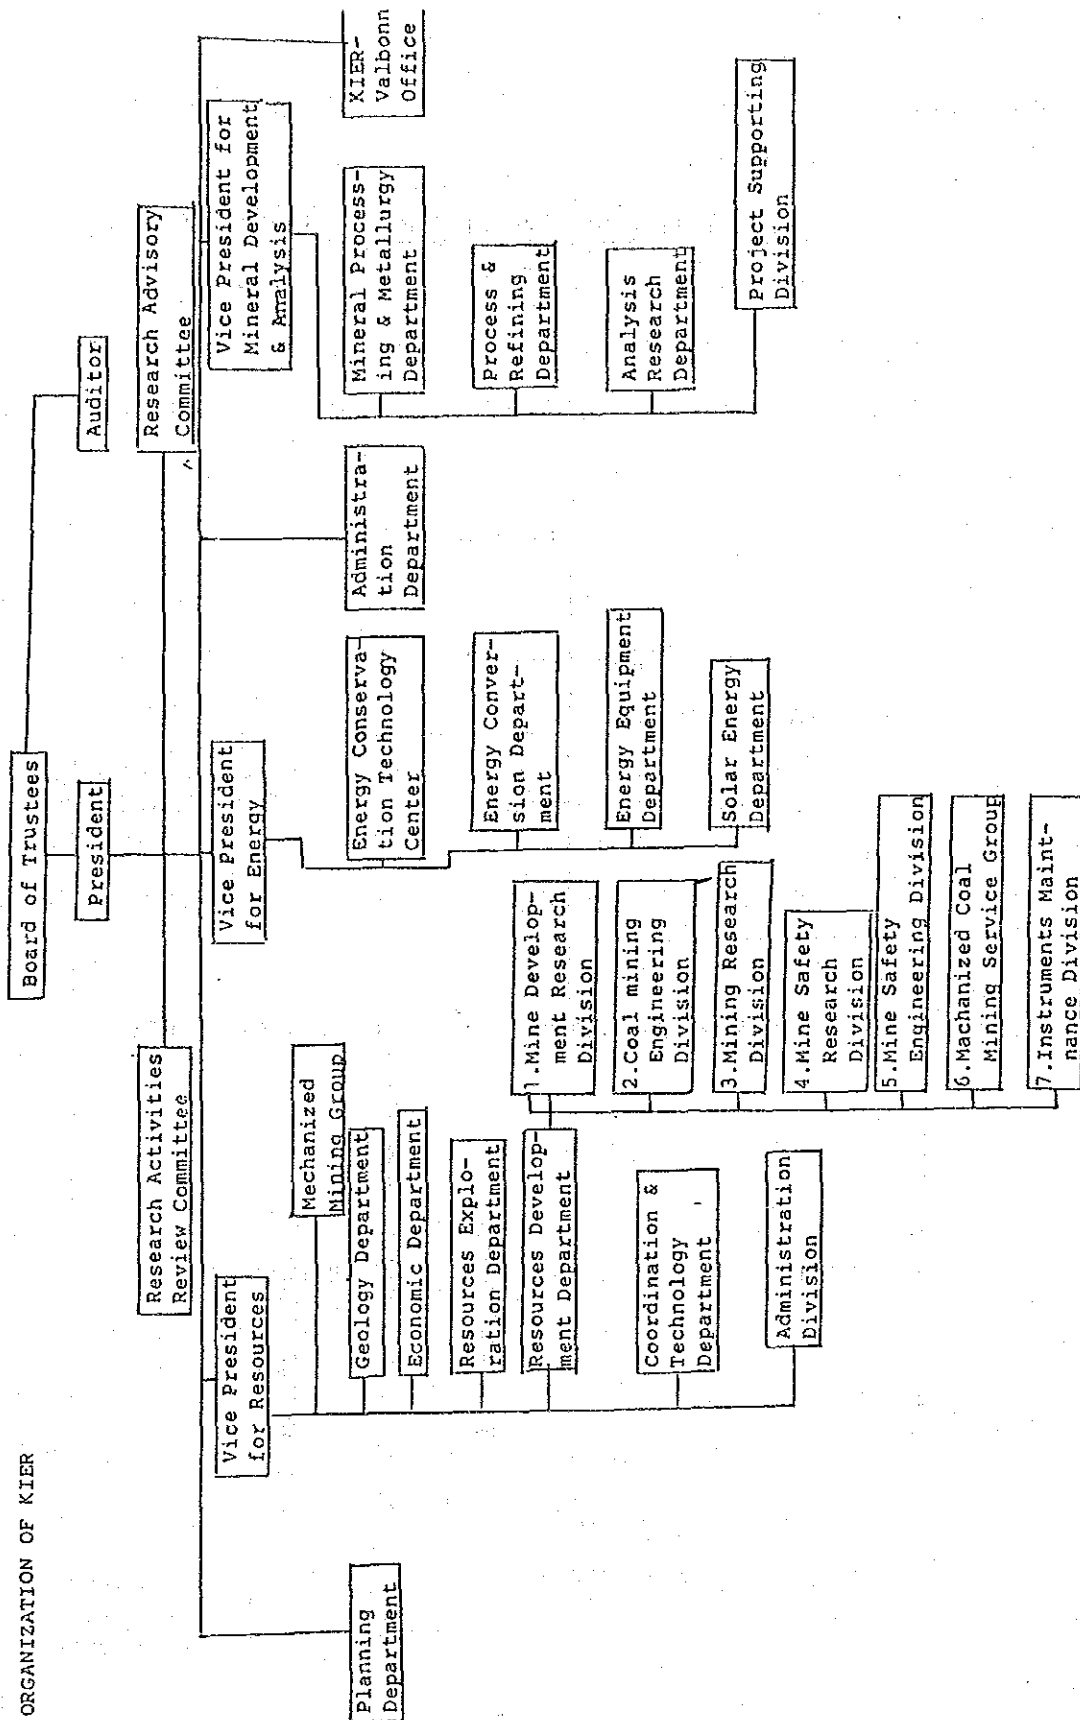 ORGANIZATION OF KIER
Board of Trustees
President
Auditor
Research Activities
Review Committee
Research Advisory
Committee
Vice President
for Resources
Vice President
for Energy
Vice President for
Mineral Development
& Analysis
Planning
Department
Mechanized
Mining Group
Geology Department
Economic Department
Resources Explo-
ration Department
Resources Develop-
ment Department
Coordination &
Technology
Department
Administration
Division
1.Mine Develop-
ment Research
Division
2.Coal mining
Engineering
Division
3.Mining Research
Division
4.Mine Safety
Research
Division
5.Mine Safety
Engineering Division
6.Machanized Coal
Mining Service Group
7.Instruments Maint-
nance Division
Energy Conserva-
tion Technology
Center
Energy Conver-
sion Depart-
ment
Energy Equipment
Department
Solar Energy
Department
Administra-
tion
Department
Mineral Process-
ing & Metallurgy
Department
Process &
Refining
Department
Analysis
Research
Department
Project Supporting
Division
KIER-
Valbonn
Office